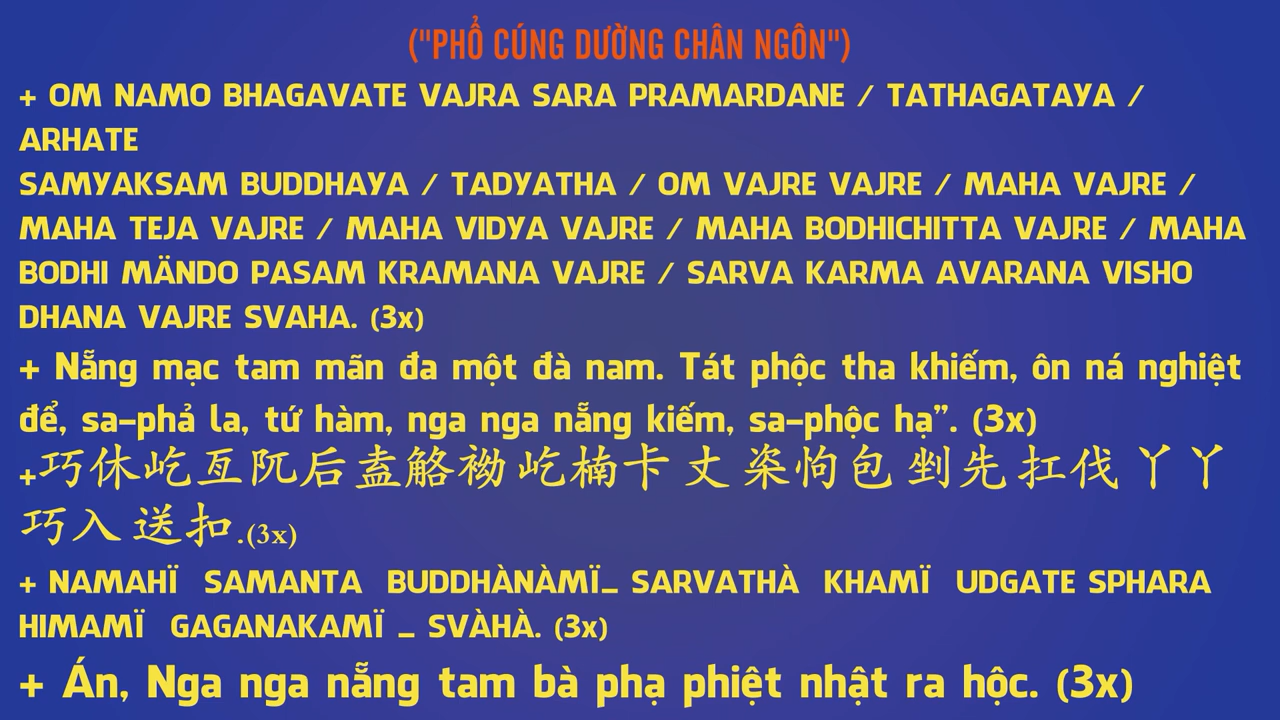 ("PHỔ CÚNG DƯỜNG CHÂN NGÔN")
+ OM NAMO BHAGAVATE VAJRA SARA PRAMARDANE / TATHAGATAYA /
ARHATE
SAMYAKSAM BUDDHAYA / TADYATHA / OM VAJRE VAJRE / MAHA VAJRE /
MAHA TEJA VAJRE / MAHA VIDYA VAJRE / MAHA BODHICHITTA VAJRE / MAHA
BODHI MÄNDO PASAM KRAMANA VAJRE / SARVA KARMA AVARANA VISHO
DHANA VAJRE SVAHA. (3x)
+ Nẵng mạc tam mãn đa một đà nam. Tát phộc tha khiếm, ôn ná nghiệt
để, sa-phả la, tứ hàm, nga nga nẵng kiếm, sa-phộc hạ”. (3x)
+巧休屹亙阢后盍觡袎屹楠卡丈栥怐包剉先扛伐丫丫
巧入送扣.(3x)
+ NAMAHÏ SAMANTA BUDDHÀNÀMÏ_ SARVATHÀ KHAMÏ UDGATE SPHARA
HIMAMÏ GAGANAKAMÏ _ SVÀHÀ. (3x)
+ Án, Nga nga nẵng tam bà phạ phiệt nhật ra hộc. (3x)